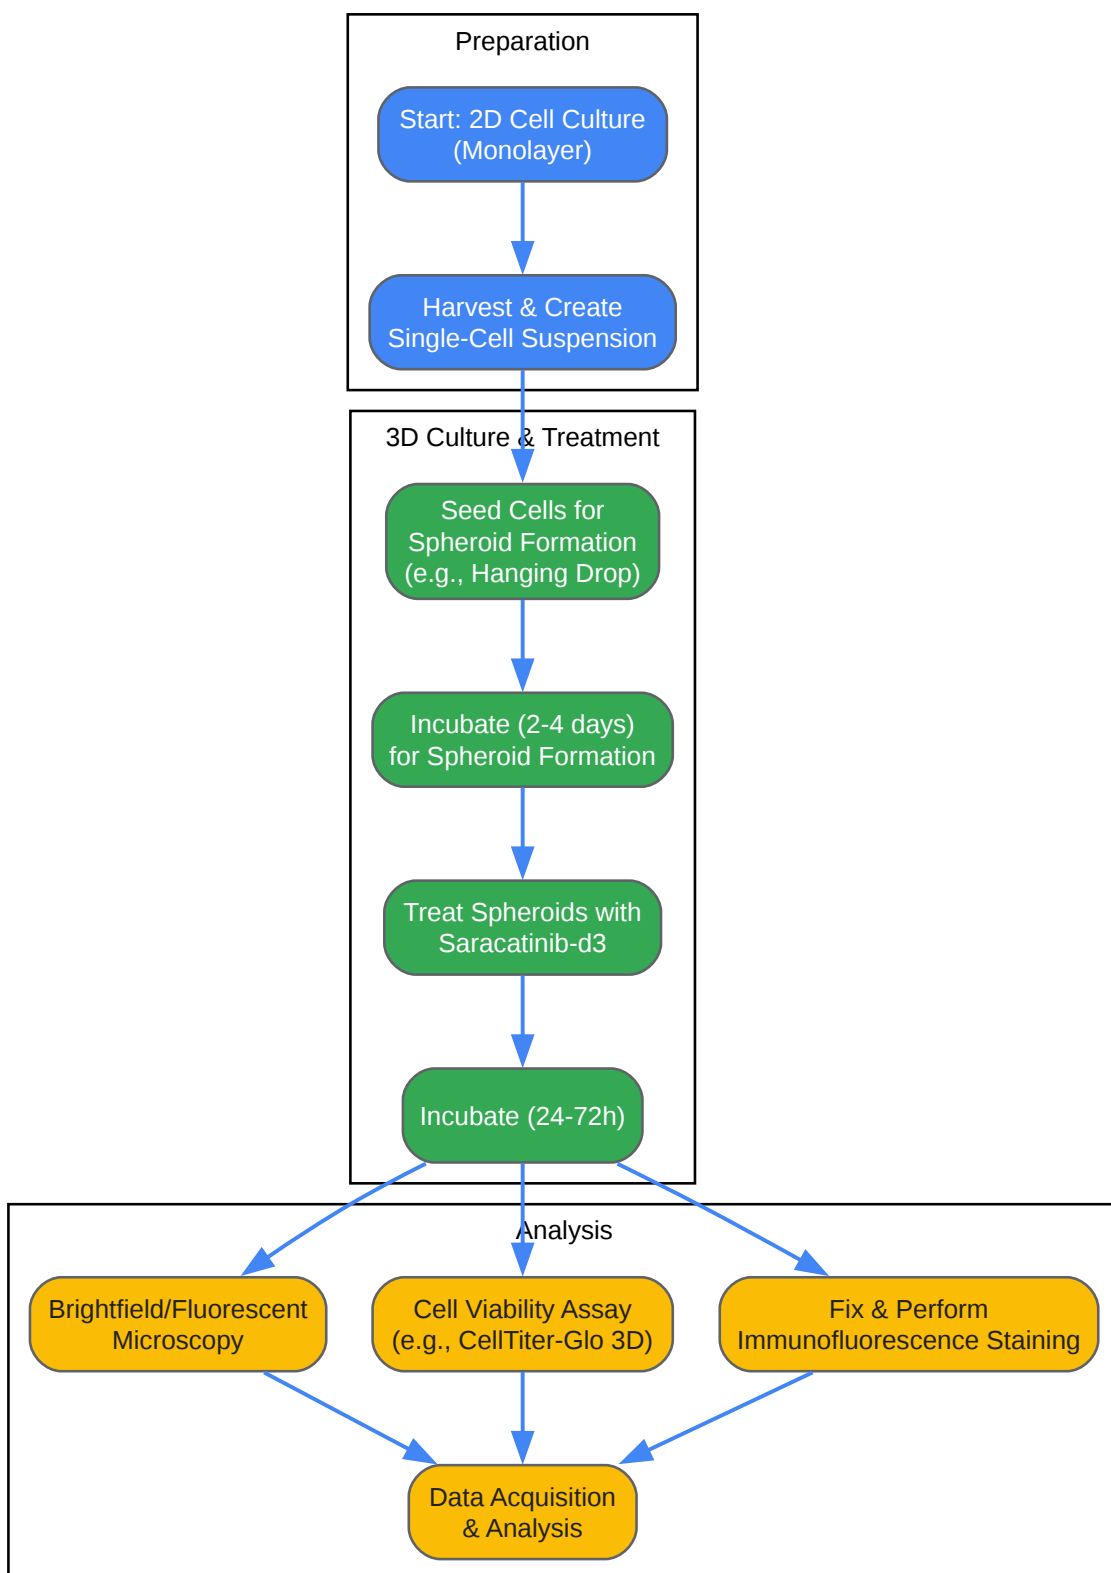 Preparation
Start: 2D Cell Culture
(Monolayer)
Harvest & Create
Single-Cell Suspension
3D Culture & Treatment
Seed Cells for
Spheroid Formation
(e.g., Hanging Drop)
Incubate (2-4 days)
for Spheroid Formation
Treat Spheroids with
Saracatinib-d3
Incubate (24-72h)
Analysis
Brightfield/Fluorescent
Microscopy
Cell Viability Assay
(e.g., CellTiter-Glo 3D)
Fix & Perform
Immunofluorescence Staining
Data Acquisition
& Analysis